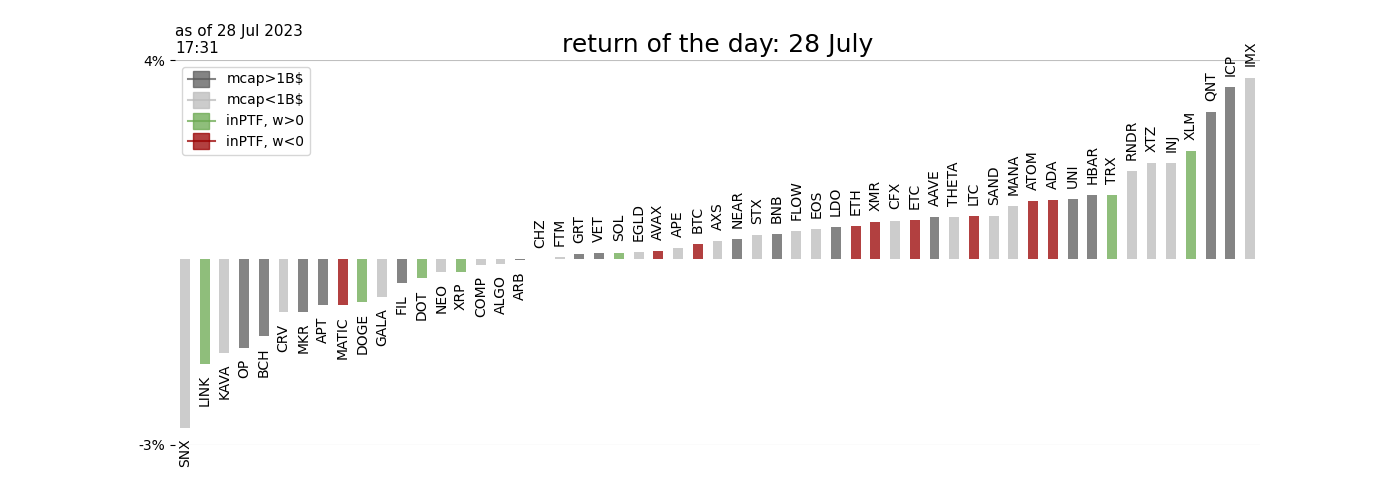 as of 28 Jul 2023
17:31
return of the day: 28 July
4%
-3%
mcap>1B$
mcap<1B$
inPTF, w>0
inPTF, w<0
SNX
LINK
KAVA
OP
BCH
CRV
MKR
APT
MATIC
DOGE
GALA
FIL
DOT
NEO
XRP
COMP
ALGO
ARB
CHZ
FTM
GRT
VET
SOL
EGLD
AVAX
APE
BTC
AXS
NEAR
STX
BNB
FLOW
EOS
LDO
ETH
XMR
CFX
ETC
AAVE
THETA
LTC
SAND
MANA
ATOM
ADA
UNI
HBAR
TRX
RNDR
XTZ
INJ
XLM
QNT
ICP
IMX